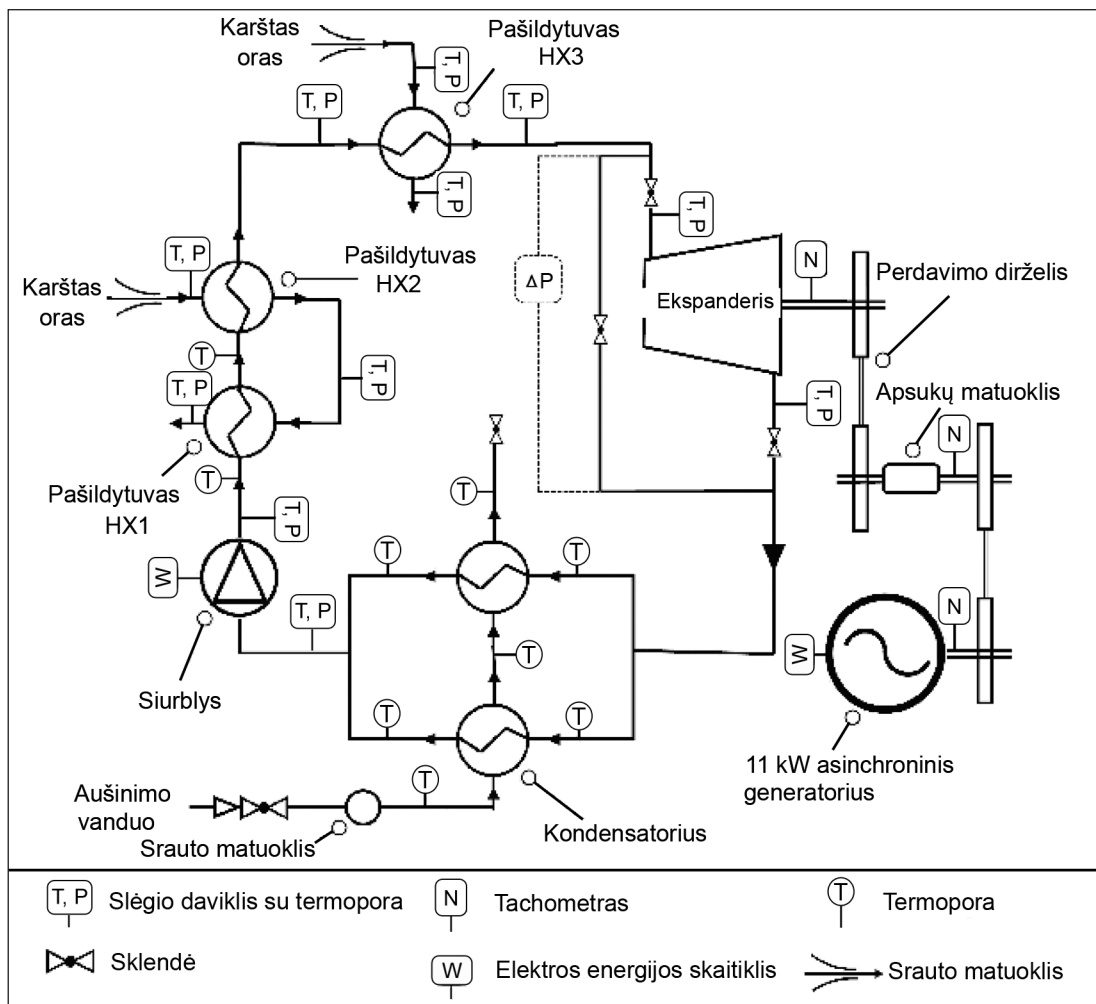 Karštas
oras
Pašildytuvas
HX3
T, P
T, P
T, P
T, P
T, P
Pašildytuvas
HX2
T, P
Karštas
oras
T
T, P
T, P
ΔP
Ekspanderis
N
Perdavimo dirželis
T, P
Apsukų matuoklis
N
Pašildytuvas
HX1
T
T, P
T
W
T
T
T, P
T
N
W
Siurblys
T
T
11 kW asinchroninis
generatorius
Aušinimo
vanduo
T
Srauto matuoklis
Kondensatorius
T, P
Slėgio daviklis su termopora
N
Tachometras
T
Termopora
Sklendė
W
Elektros energijos skaitiklis
Srauto matuoklis